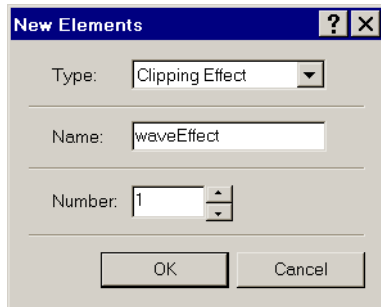 New Elements
Type: Clipping Effect
Name: waveEffect
Number: 1
OK Cancel